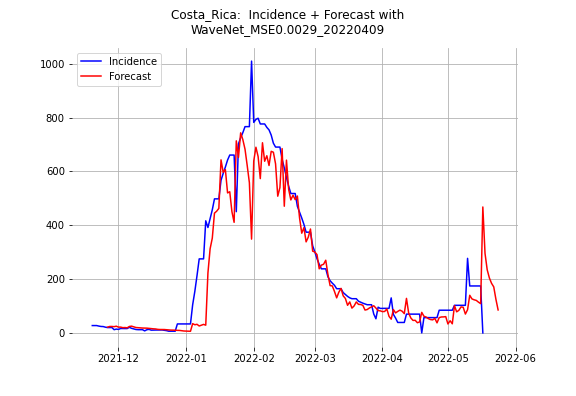 Costa_Rica:  Incidence + Forecast with
WaveNet_MSE0.0029_20220409
Incidence
Forecast
1000
800
600
400
200
0
2021-12 2022-01 2022-02 2022-03 2022-04 2022-05 2022-06